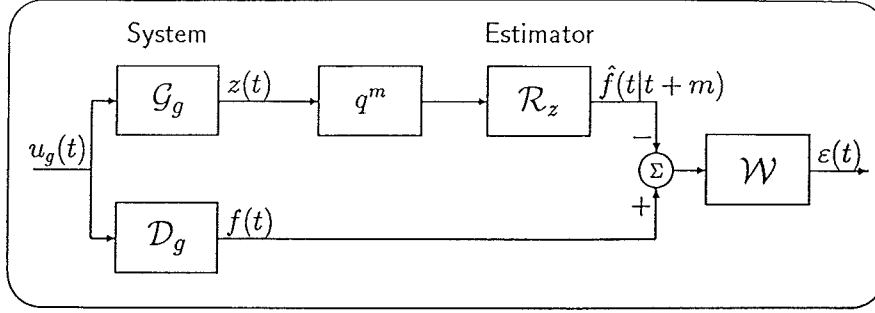 System
Estimator
𝒢_g
z(t)
q^m
ℛ_z
f̂(t|t + m)
u_g(t)
−
Σ
+
𝒲
ε(t)
𝒟_g
f(t)